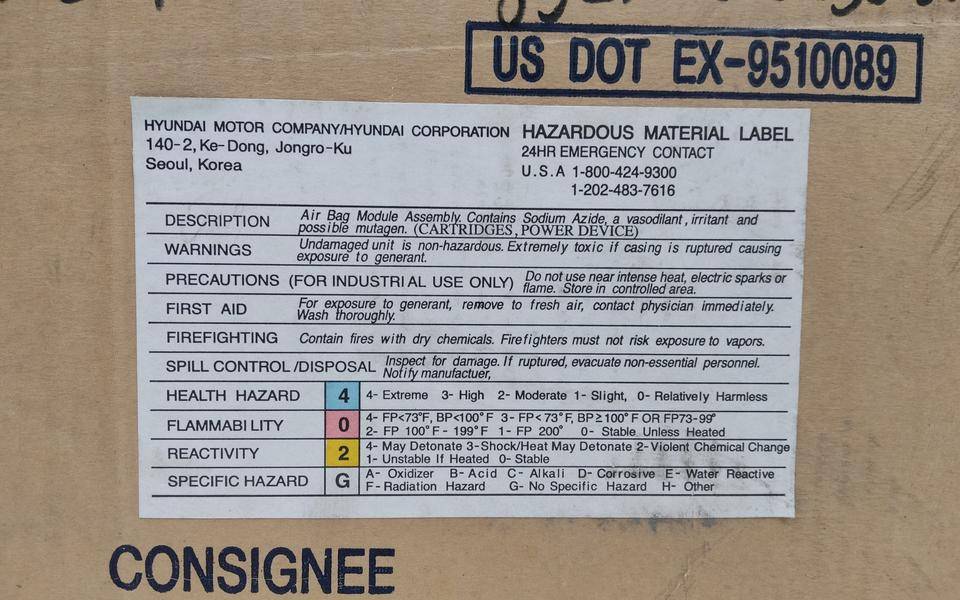 US DOT EX-9510089
HYUNDAI MOTOR COMPANY/HYUNDAI CORPORATION
140-2, Ke-Dong, Jongro-Ku
Seoul, Korea
HAZARDOUS MATERIAL LABEL
24HR EMERGENCY CONTACT
U.S.A 1-800-424-9300
1-202-483-7616
DESCRIPTION Air Bag Module Assembly. Contains Sodium Azide, a vasodilant, irritant and
possible mutagen. (CARTRIDGES, POWER DEVICE)
WARNINGS Undamaged unit is non-hazardous. Extremely toxic if casing is ruptured causing
exposure to generant.
PRECAUTIONS (FOR INDUSTRIAL USE ONLY) Do not use near intense heat, electric sparks or
flame. Store in controlled area.
FIRST AID For exposure to generant, remove to fresh air, contact physician immediately.
Wash thoroughly.
FIREFIGHTING Contain fires with dry chemicals. Firefighters must not risk exposure to vapors.
SPILL CONTROL/DISPOSAL Inspect for damage. If ruptured, evacuate non-essential personnel.
Notify manufactuer,
HEALTH HAZARD 4 4- Extreme 3- High 2- Moderate 1- Slight, 0- Relatively Harmless
FLAMMABILITY 0 4- FP<73°F, BP<100°F 3- FP<73°F, BP≥100°F OR FP73-99°
2- FP 100°F - 199°F 1- FP 200° 0- Stable Unless Heated
REACTIVITY 2 4- May Detonate 3-Shock/Heat May Detonate 2-Violent Chemical Change
1- Unstable If Heated 0- Stable
SPECIFIC HAZARD G A- Oxidizer B- Acid C- Alkali D- Corrosive E- Water Reactive
F- Radiation Hazard G- No Specific Hazard H- Other
CONSIGNEE